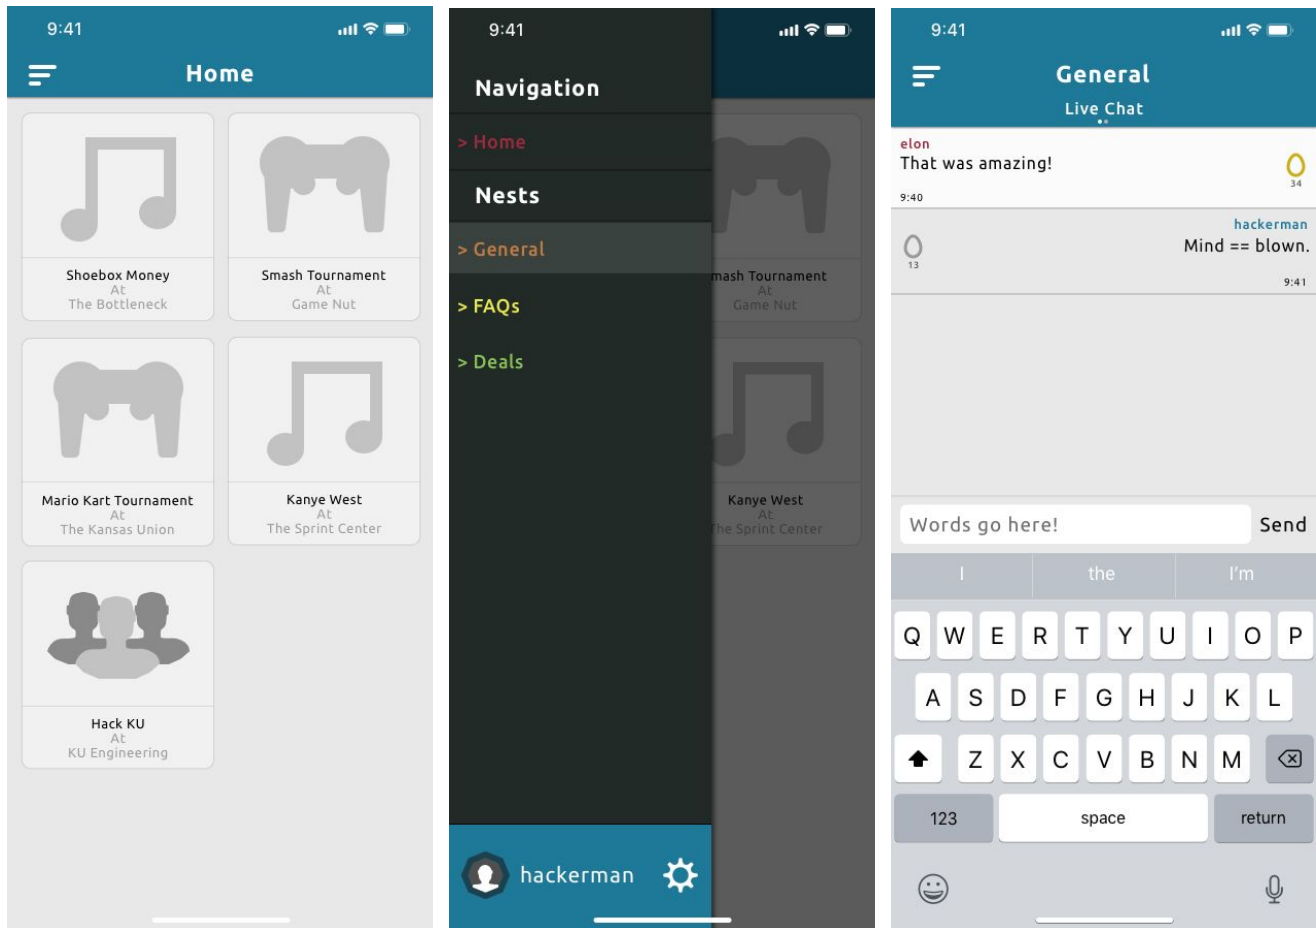 9:41
Home
Shoebox Money
At
The Bottleneck
Smash Tournament
At
Game Nut
Mario Kart Tournament
At
The Kansas Union
Kanye West
At
The Sprint Center
Hack KU
At
KU Engineering
9:41
Navigation
> Home
Nests
> General
> FAQs
> Deals
hackerman
mash Tournament
At
Game Nut
Kanye West
At
The Sprint Center
9:41
General
Live Chat
elon
That was amazing!
34
9:40
hackerman
Mind == blown.
13
9:41
Words go here!
Send
I the I'm
Q W E R T Y U I O P
A S D F G H J K L
Z X C V B N M
123 space return